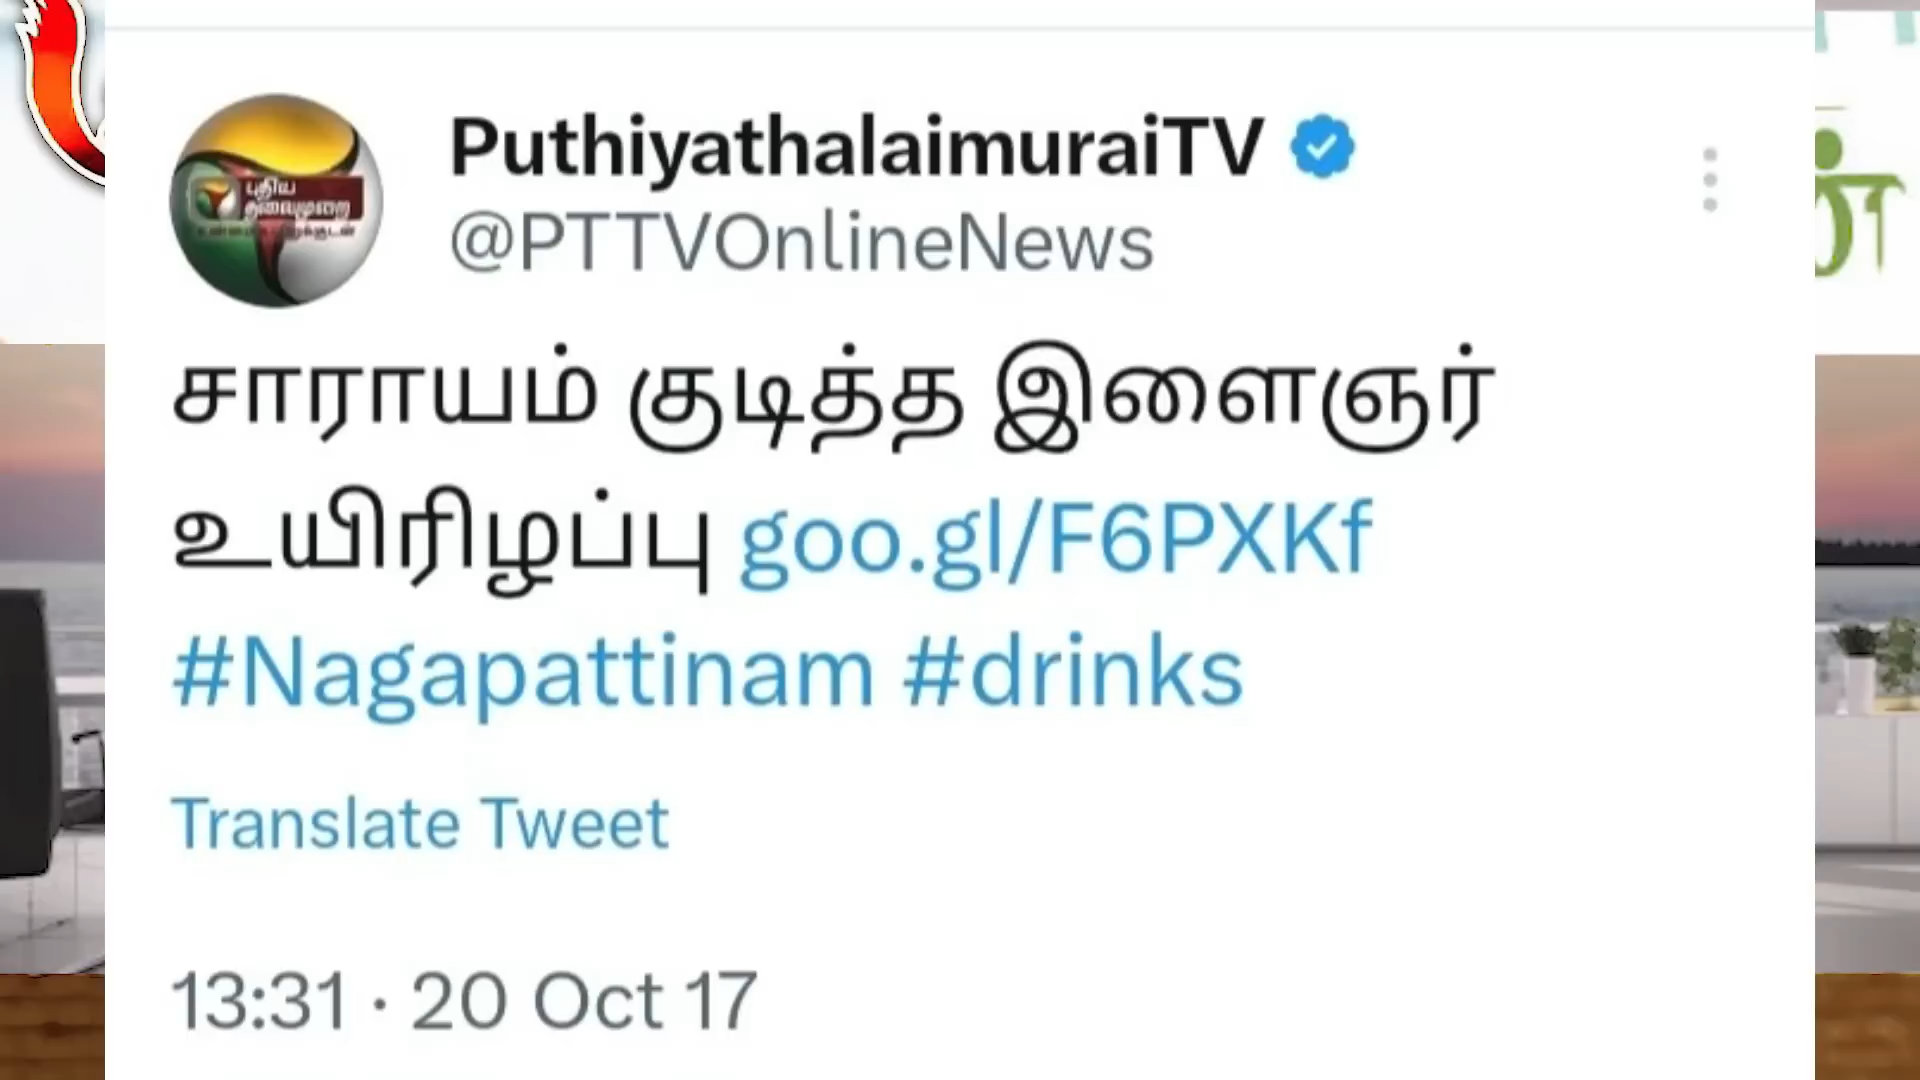 PuthiyathalaimuraiTV
@PTTVOnlineNews
புதிய
தலைமுறை
சாராயம் குடித்த இளைஞர்
உயிரிழப்பு goo.gl/F6PXKf
#Nagapattinam #drinks
Translate Tweet
13:31 · 20 Oct 17